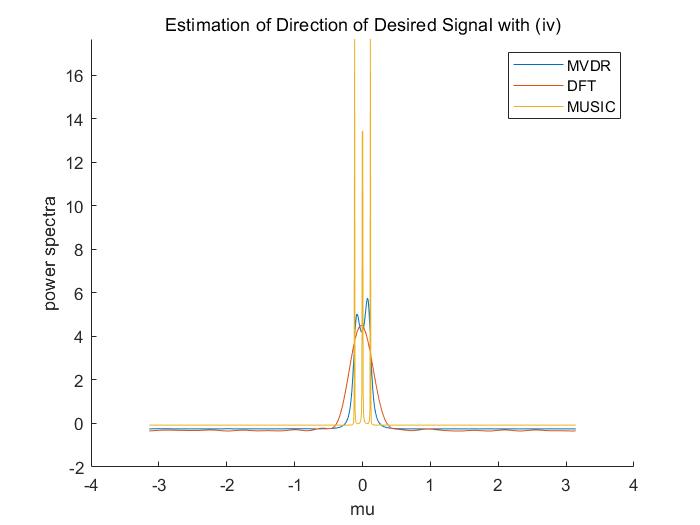 Estimation of Direction of Desired Signal with (iv)
MVDR
DFT
MUSIC
power spectra
16
14
12
10
8
6
4
2
0
-2
-4 -3 -2 -1 0 1 2 3 4
mu